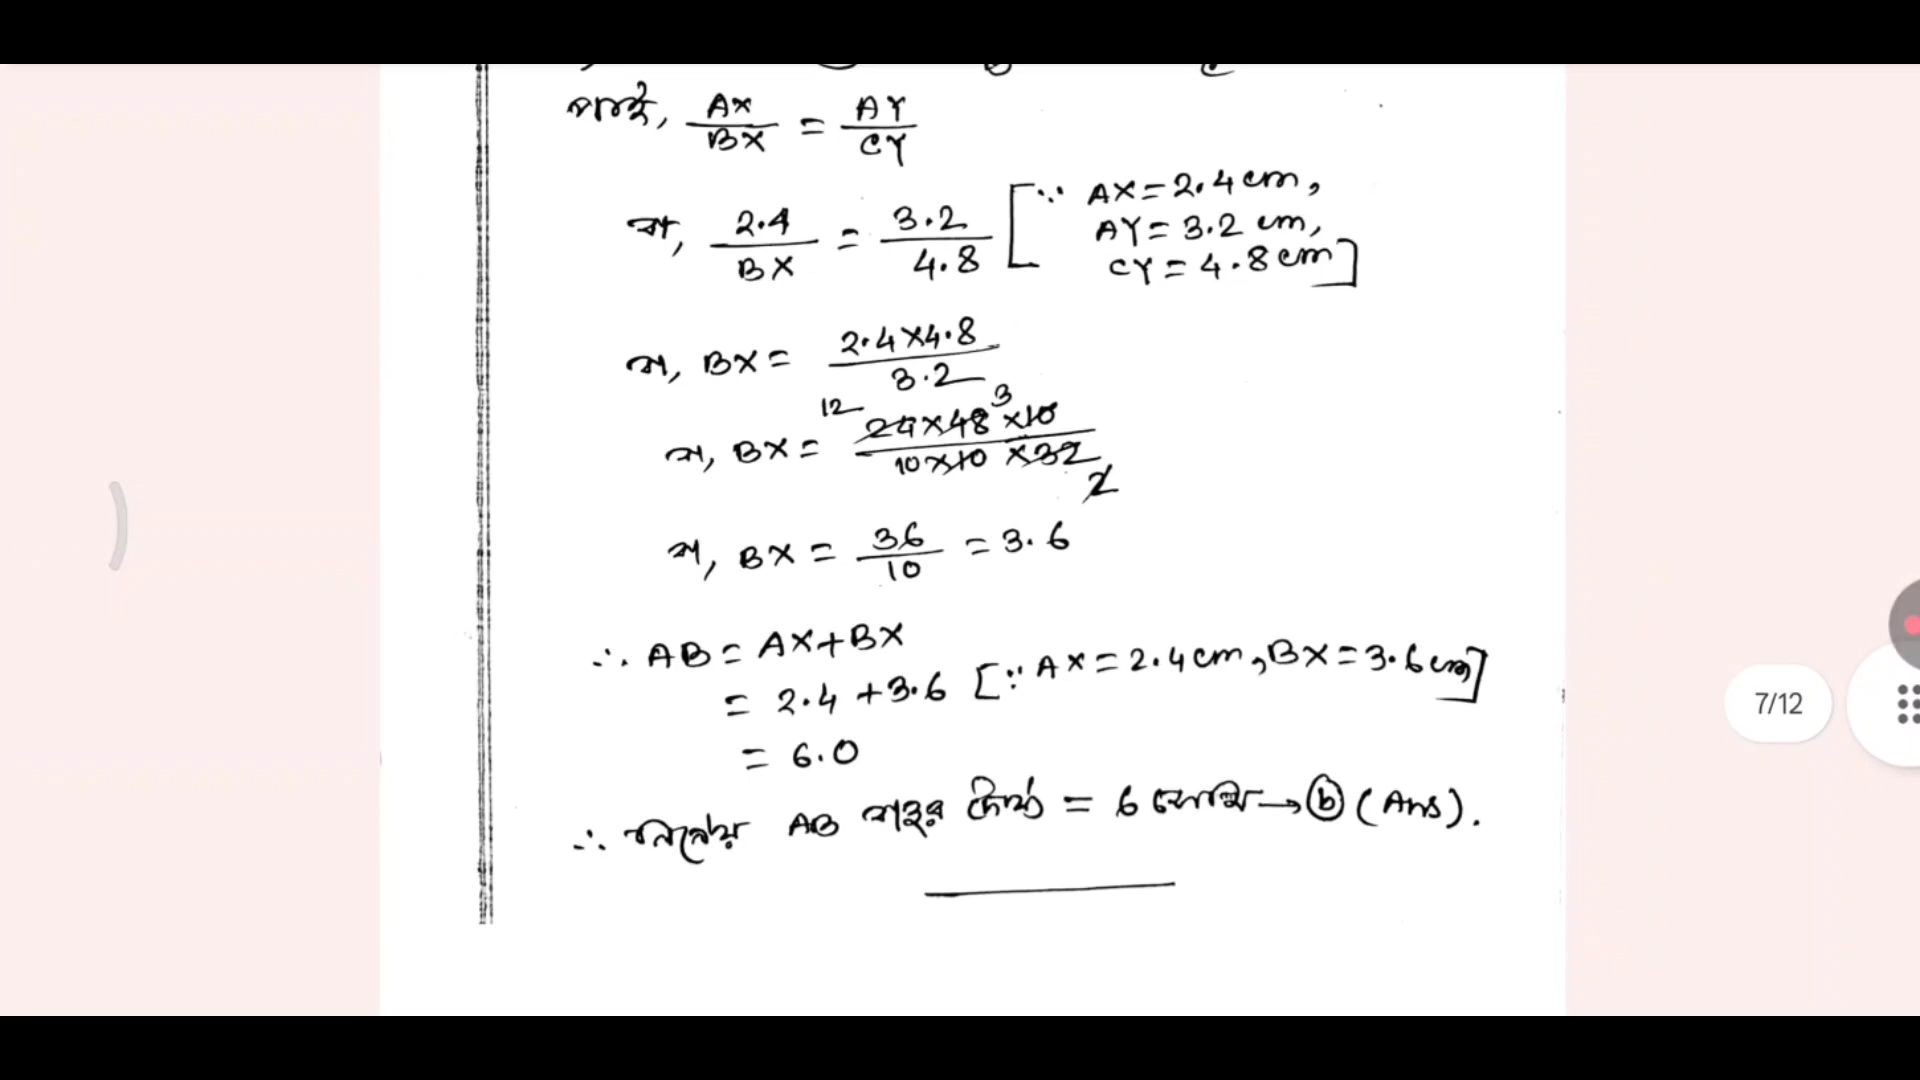 পাই, AX/BX = AY/CY
বা, 2.4/BX = 3.2/4.8 [∵ AX = 2.4 cm,
AY = 3.2 cm,
CY = 4.8 cm]
বা, BX = 2.4×4.8/3.2
বা, BX = 24×48×10/10×10×32
12 3
2
বা, BX = 36/10 = 3.6
∴ AB = AX+BX
= 2.4 + 3.6 [∵ AX = 2.4 cm, BX = 3.6 cm]
= 6.0
∴ নির্ণেয় AB বাহুর দৈর্ঘ্য = 6 সেমি → ⓑ (Ans).
7/12